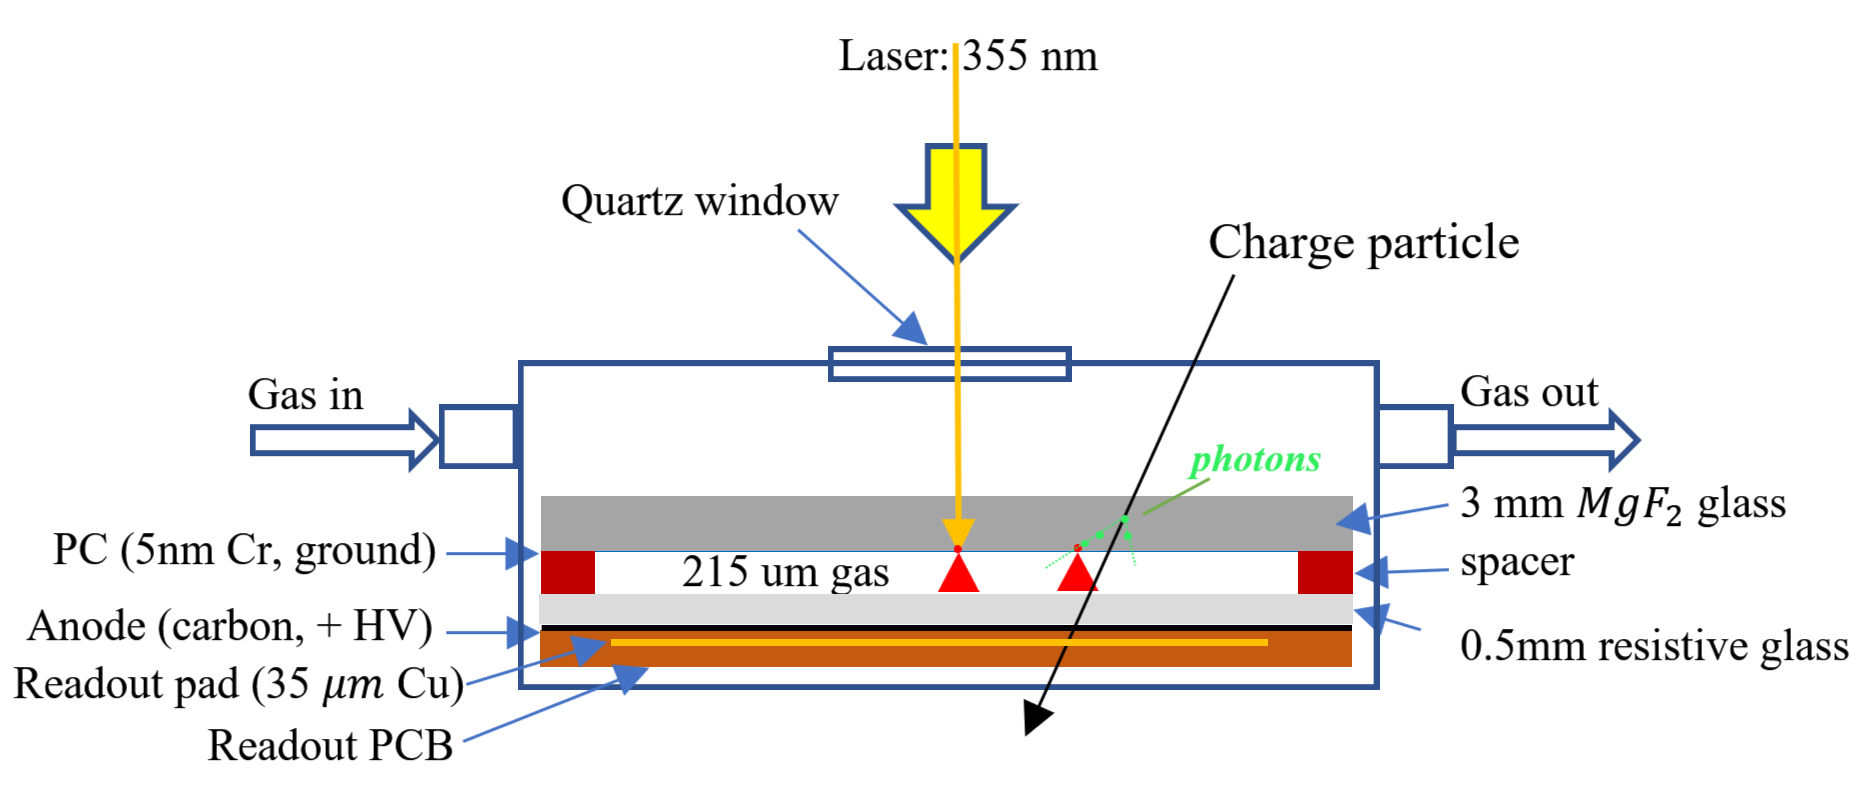 Laser: 355 nm
Quartz window
Charge particle
Gas in
Gas out
photons
3 mm MgF₂ glass
PC (5nm Cr, ground)
215 um gas
spacer
Anode (carbon, + HV)
0.5mm resistive glass
Readout pad (35 μm Cu)
Readout PCB